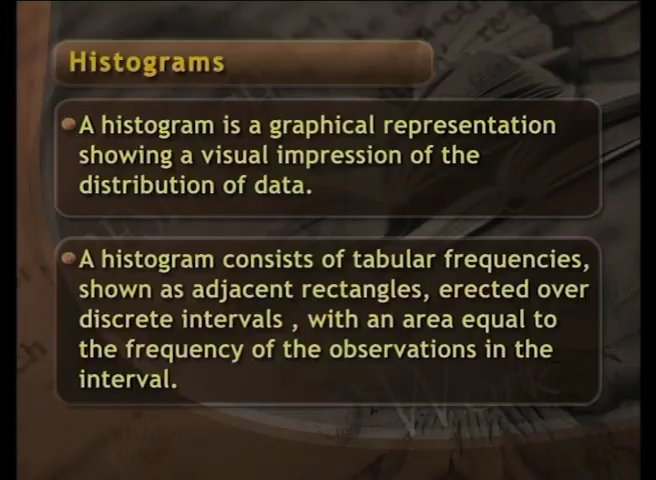 Histograms
A histogram is a graphical representation
showing a visual impression of the
distribution of data.
A histogram consists of tabular frequencies,
shown as adjacent rectangles, erected over
discrete intervals , with an area equal to
the frequency of the observations in the
interval.